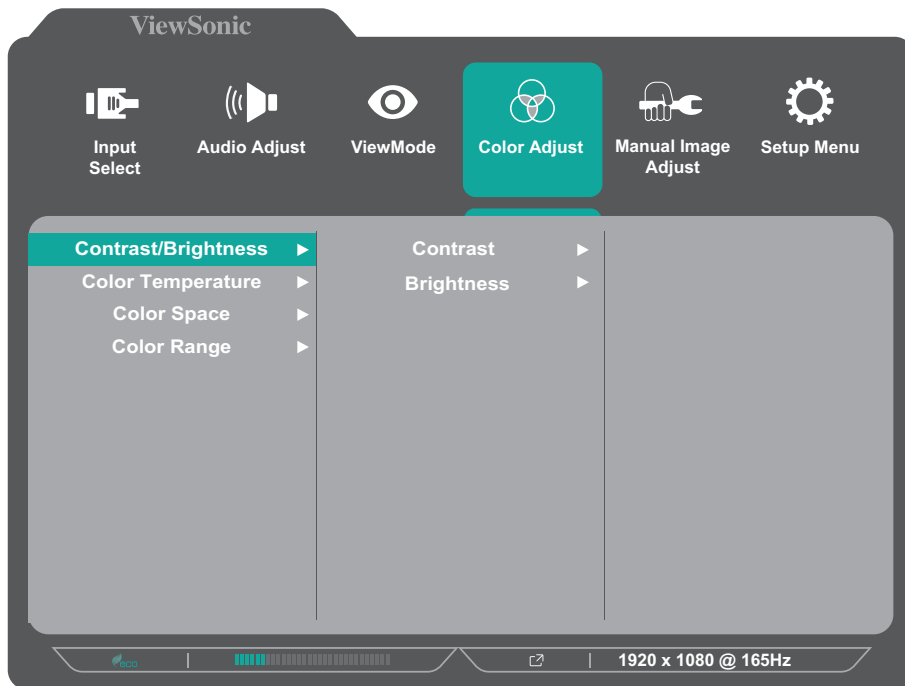 ViewSonic
Input
Select
Audio Adjust
ViewMode
Color Adjust
Manual Image
Adjust
Setup Menu
Contrast/Brightness
Color Temperature
Color Space
Color Range
Contrast
Brightness
eco
1920 x 1080 @ 165Hz